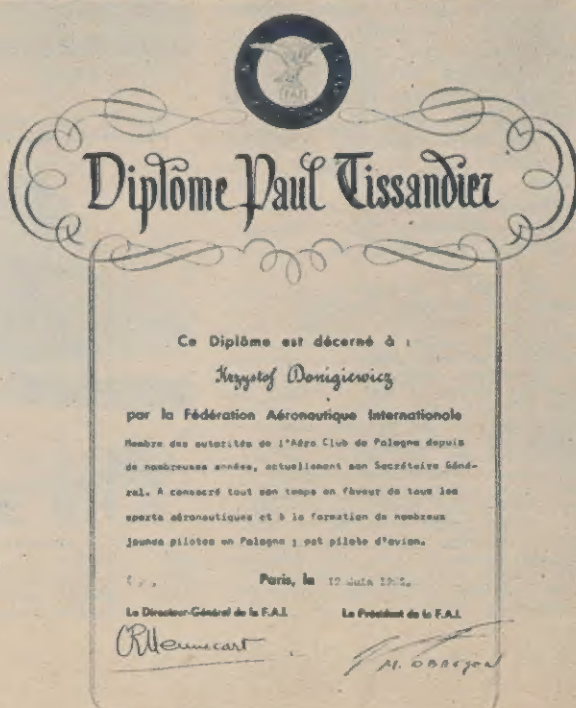 Diplôme Paul Tissandier
Ce Diplôme est décerné à :
Krzystof Donigiewicz
par la Fédération Aéronautique Internationale
Membre des autorités de l'Aéro Club de Pologne depuis
de nombreuses années, actuellement son Secrétaire Géné-
ral. A consacré tout son temps en faveur de tous les
sports aéronautiques et à la formation de nombreux
jeunes pilotes en Pologne ; est pilote d'avion.
Paris, le Juin
Le Directeur-Général de la F.A.I. Le Président de la F.A.I.